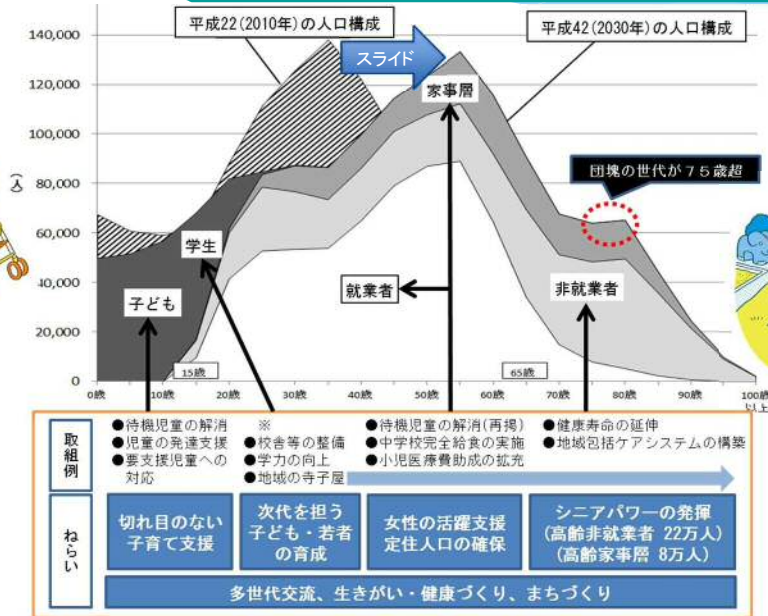 平成22(2010年)の人口構成
平成42(2030年)の人口構成
スライド
140,000
120,000
100,000
80,000
60,000
40,000
20,000
0
(人)
家事層
団塊の世代が75歳超
学生
子ども
就業者
非就業者
15歳
65歳
0歳
10歳
20歳
30歳
40歳
50歳
60歳
70歳
80歳
90歳
100歳
以上
取組例
●待機児童の解消
●児童の発達支援
●要支援児童への
対応
※
●校舎等の整備
●学力の向上
●地域の寺子屋
●待機児童の解消(再掲)
●中学校完全給食の実施
●小児医療費助成の拡充
●健康寿命の延伸
●地域包括ケアシステムの構築
ねらい
切れ目のない
子育て支援
次代を担う
子ども・若者
の育成
女性の活躍支援
定住人口の確保
シニアパワーの発揮
(高齢非就業者 22万人)
(高齢家事層 8万人)
多世代交流、生きがい・健康づくり、まちづくり